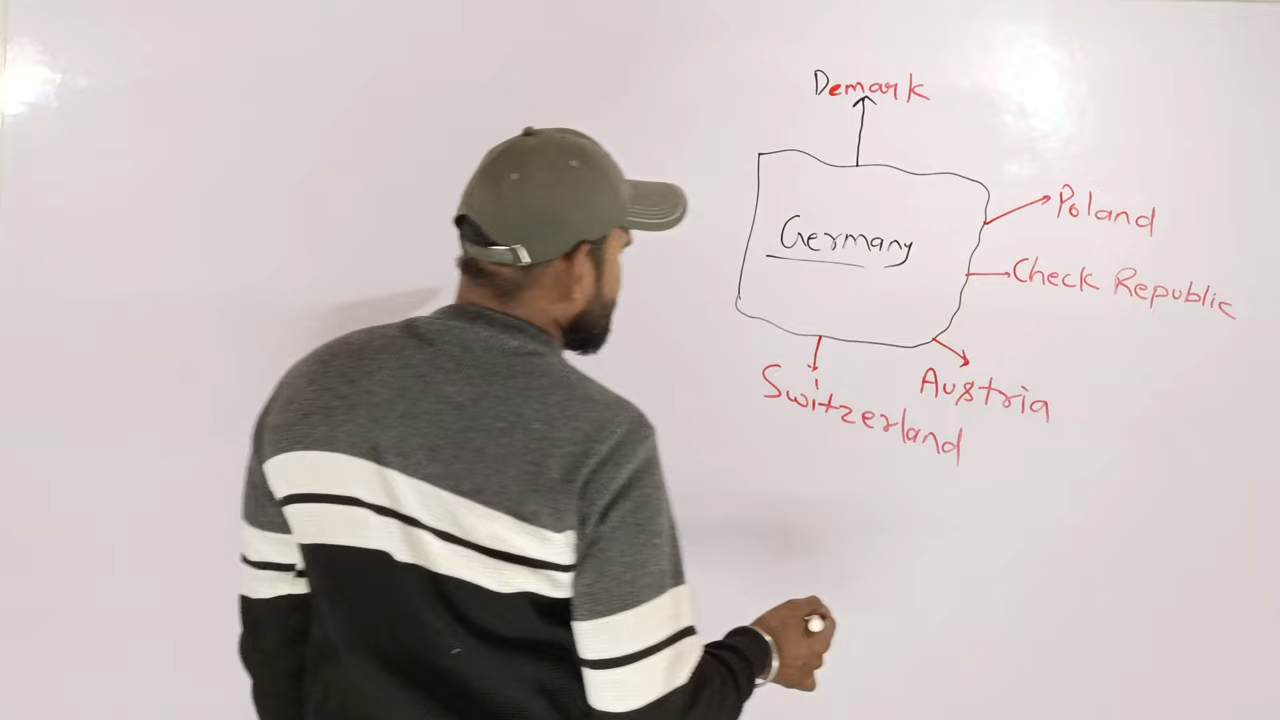 Demark
Poland
Germany
Check Republic
Austria
Switzerland